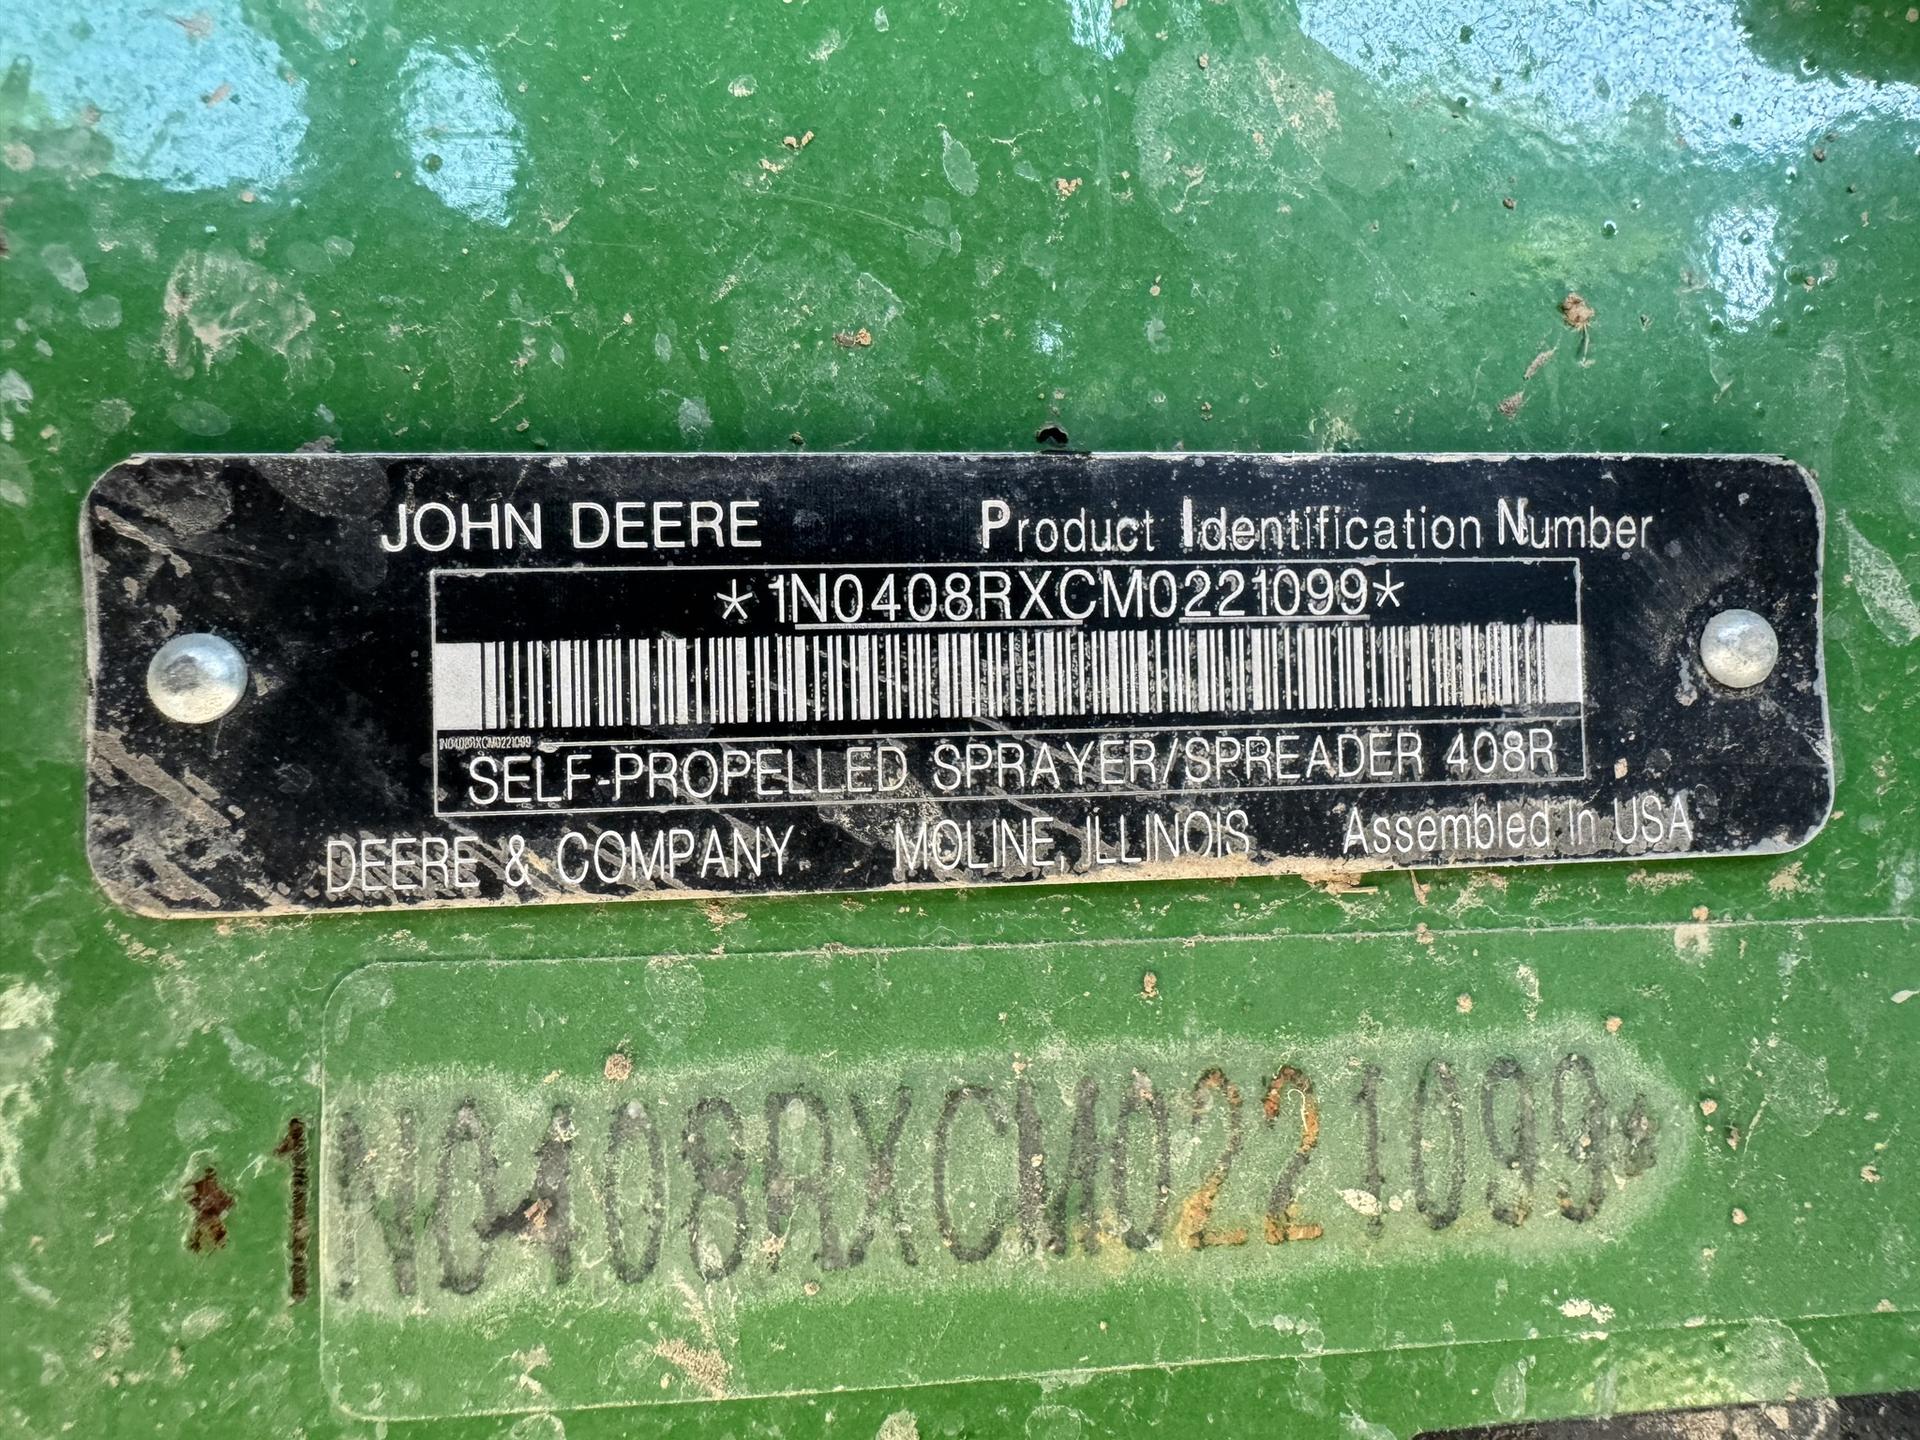 JOHN DEERE Product Identification Number
*1N0408RXCM0221099*
1N0408RXCM0221099
SELF-PROPELLED SPRAYER/SPREADER 408R
DEERE & COMPANY MOLINE, ILLINOIS Assembled in USA
*1N0408RXCM0221099*